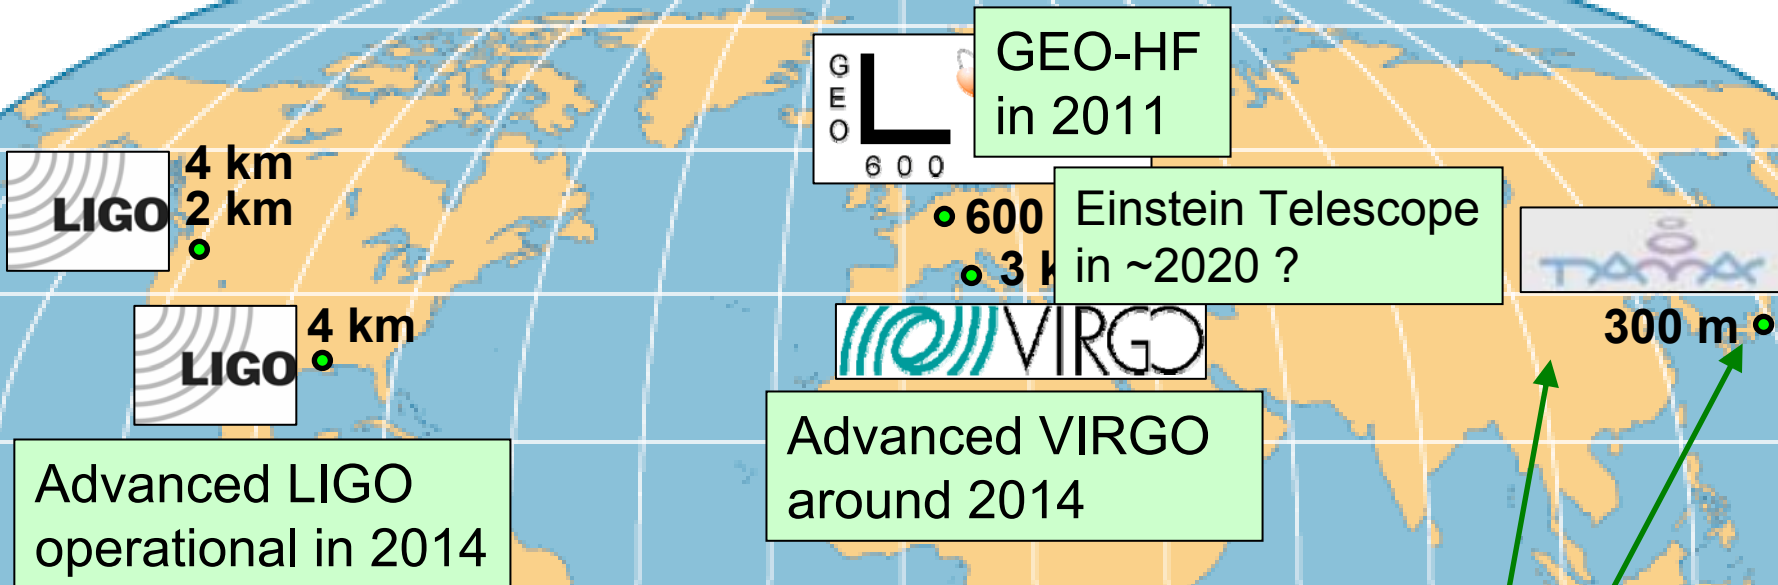 GEO
600
GEO-HF
in 2011
LIGO
4 km
2 km
600
Einstein Telescope
in ~2020 ?
TAMA
3 k
LIGO
4 km
VIRGO
300 m
Advanced VIRGO
around 2014
Advanced LIGO
operational in 2014